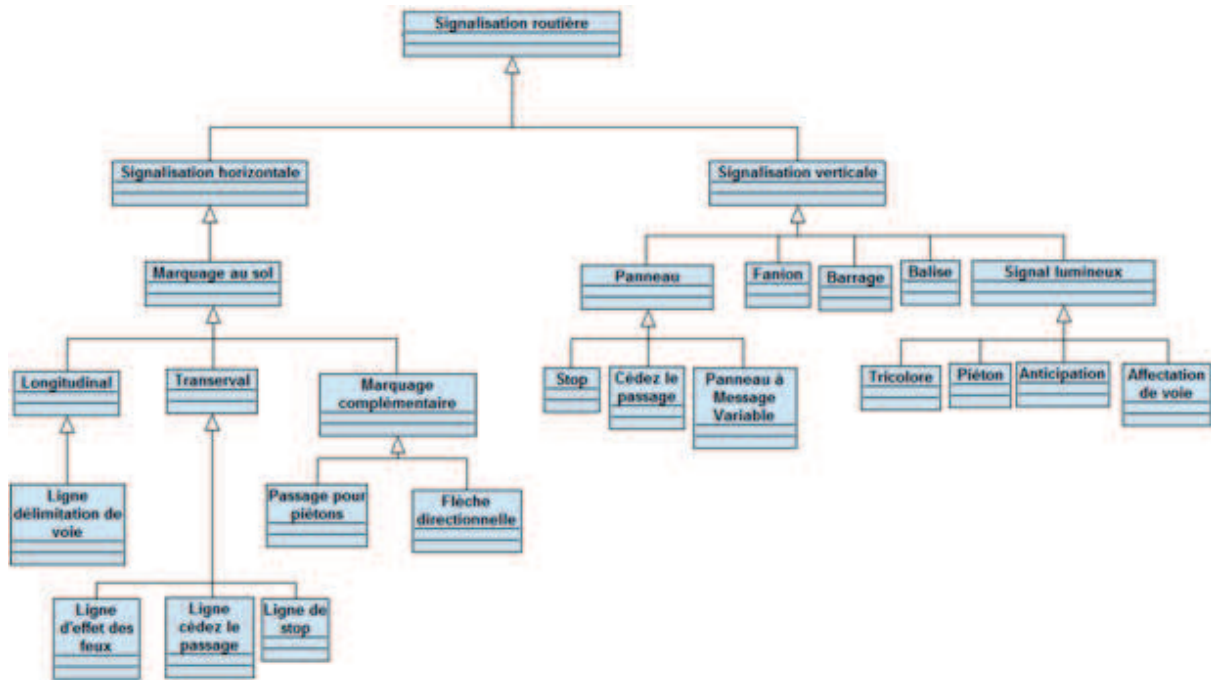 Signalisation routière
Signalisation horizontale
Signalisation verticale
Marquage au sol
Panneau
Fanion
Barrage
Balise
Signal lumineux
Longitudinal
Transerval
Marquage
complémentaire
Stop
Cédez le
passage
Panneau à
Message
Variable
Tricolore
Piéton
Anticipation
Affectation
de voie
Ligne
délimitation de
voie
Passage pour
piétons
Flèche
directionnelle
Ligne
d'effet des
feux
Ligne
cédez le
passage
Ligne de
stop